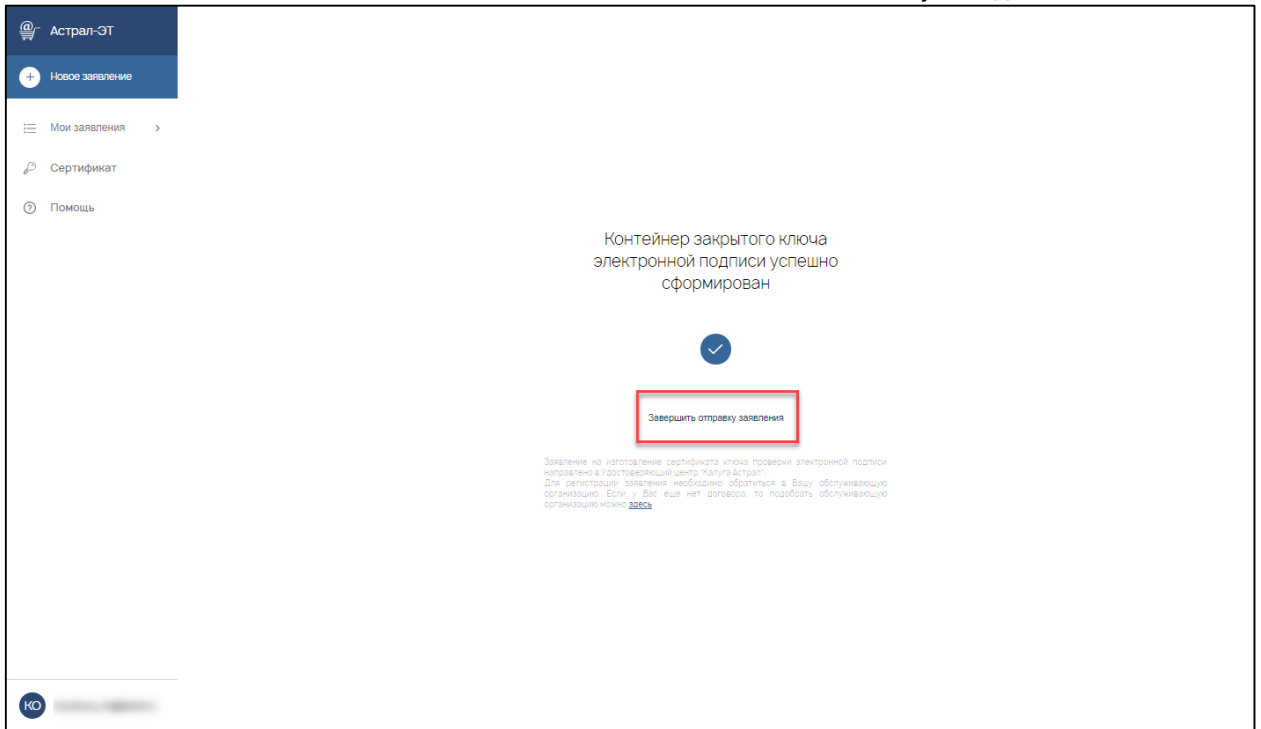 Астрал-ЭТ
Новое заявление
Мои заявления
Сертификат
Помощь
Контейнер закрытого ключа
электронной подписи успешно
сформирован
Завершить отправку заявления
Заявление на изготовление сертификата ключа проверки электронной подписи
направлено в Удостоверяющий центр "Калуга Астрал".
Для регистрации заявления необходимо обратиться в Вашу обслуживающую
организацию. Если у Вас еще нет договора, то подобрать обслуживающую
организацию можно здесь
КО